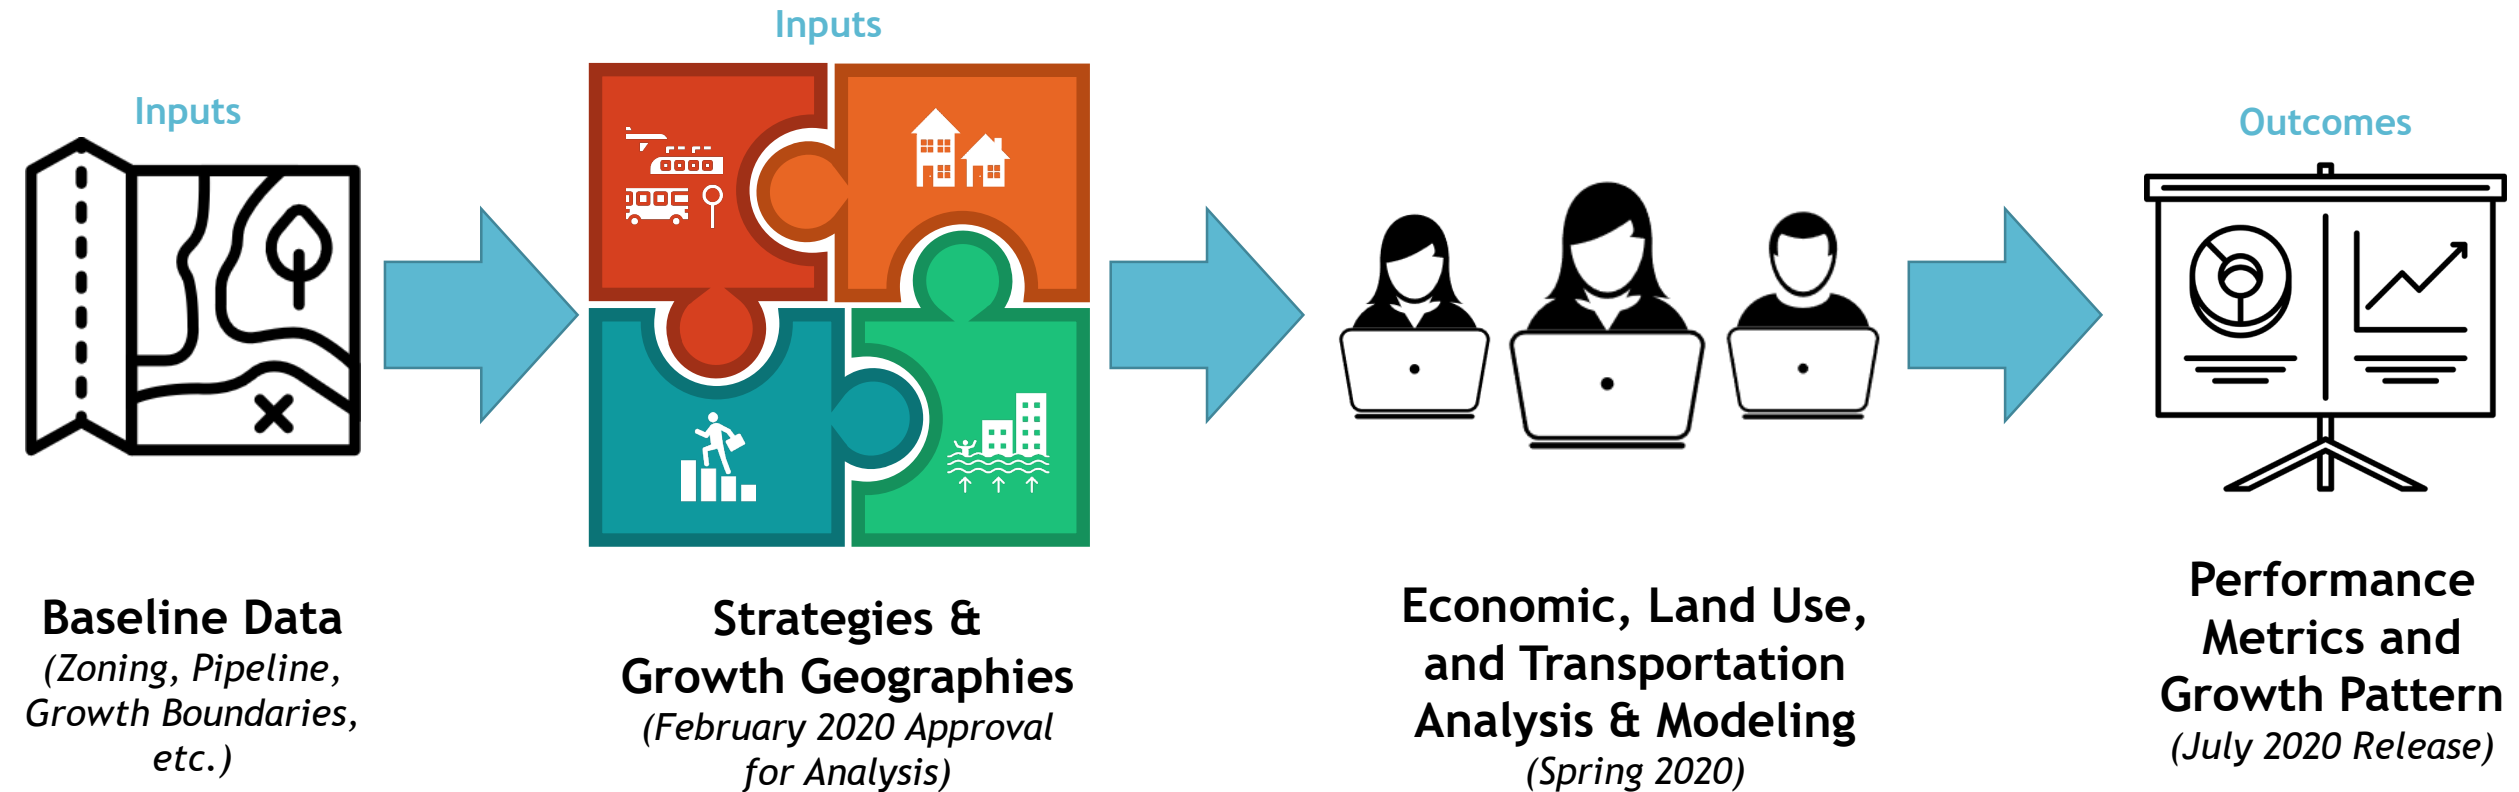 Inputs
Baseline Data
(Zoning, Pipeline,
Growth Boundaries,
etc.)
Inputs
Strategies &
Growth Geographies
(February 2020 Approval
for Analysis)
Economic, Land Use,
and Transportation
Analysis & Modeling
(Spring 2020)
Outcomes
Performance
Metrics and
Growth Pattern
(July 2020 Release)